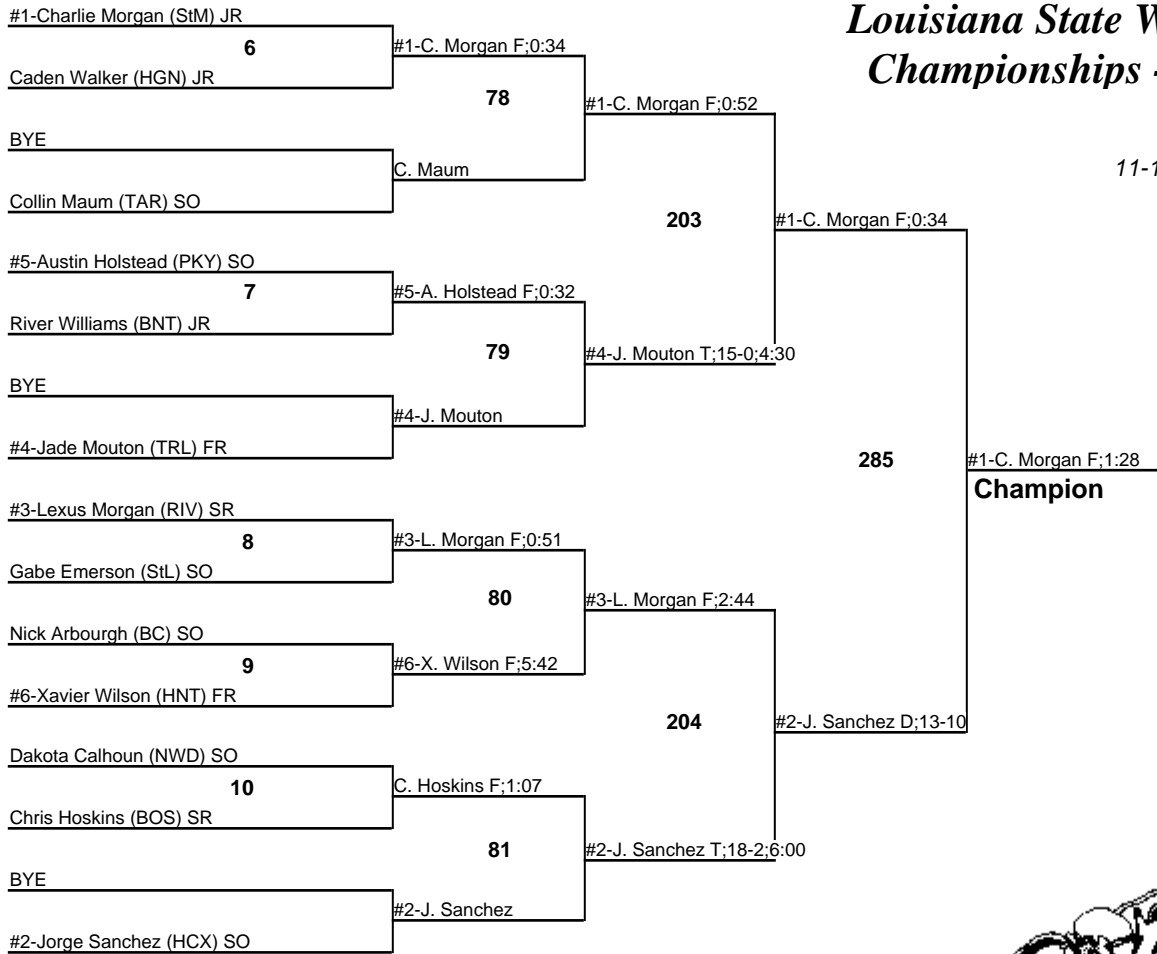 Louisiana State W
Championships -
11-1
#1-Charlie Morgan (StM) JR
6
Caden Walker (HGN) JR
BYE
Collin Maum (TAR) SO
#5-Austin Holstead (PKY) SO
7
River Williams (BNT) JR
BYE
#4-Jade Mouton (TRL) FR
#3-Lexus Morgan (RIV) SR
8
Gabe Emerson (StL) SO
Nick Arbourgh (BC) SO
9
#6-Xavier Wilson (HNT) FR
Dakota Calhoun (NWD) SO
10
Chris Hoskins (BOS) SR
BYE
#2-Jorge Sanchez (HCX) SO
#1-C. Morgan F;0:34
78
C. Maum
#5-A. Holstead F;0:32
79
#4-J. Mouton
#3-L. Morgan F;0:51
80
#6-X. Wilson F;5:42
C. Hoskins F;1:07
81
#2-J. Sanchez
#1-C. Morgan F;0:52
203
#4-J. Mouton T;15-0;4:30
#3-L. Morgan F;2:44
204
#2-J. Sanchez T;18-2;6:00
#1-C. Morgan F;0:34
285
#2-J. Sanchez D;13-10
#1-C. Morgan F;1:28
Champion